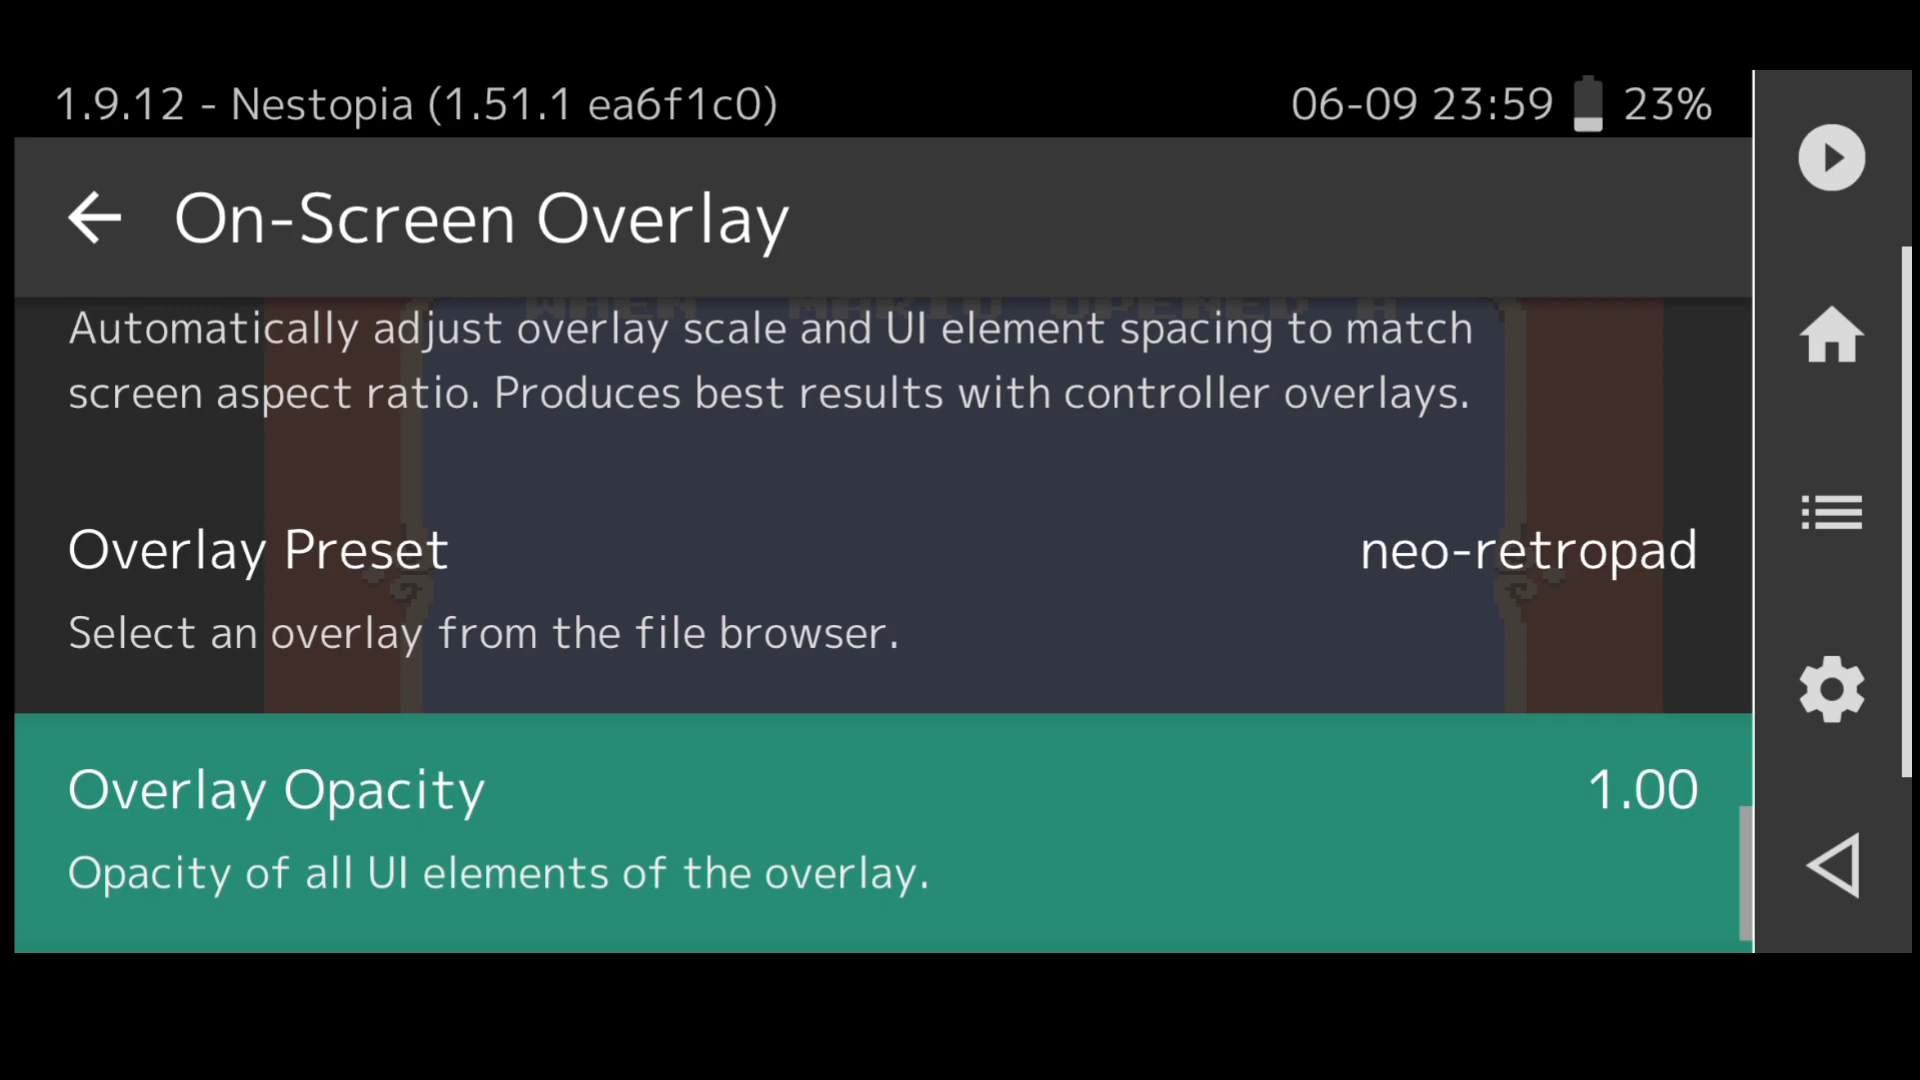 1.9.12 - Nestopia (1.51.1 ea6f1c0)
06-09 23:59 23%
On-Screen Overlay
WHEN MARIO OPENED A
Automatically adjust overlay scale and UI element spacing to match
screen aspect ratio. Produces best results with controller overlays.
Overlay Preset
neo-retropad
Select an overlay from the file browser.
Overlay Opacity
1.00
Opacity of all UI elements of the overlay.